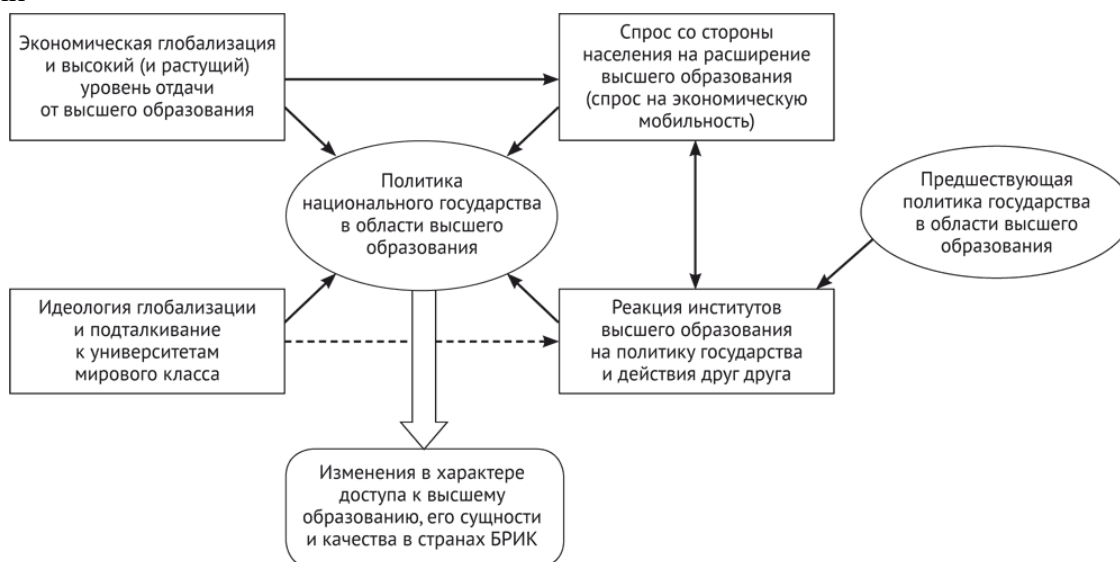 Экономическая глобализация
и высокий (и растущий)
уровень отдачи
от высшего образования
Спрос со стороны
населения на расширение
высшего образования
(спрос на экономическую
мобильность)
Политика
национального государства
в области высшего
образования
Предшествующая
политика государства
в области высшего
образования
Идеология глобализации
и подталкивание
к университетам
мирового класса
Реакция институтов
высшего образования
на политику государства
и действия друг друга
Изменения в характере
доступа к высшему
образованию, его сущности
и качества в странах БРИК